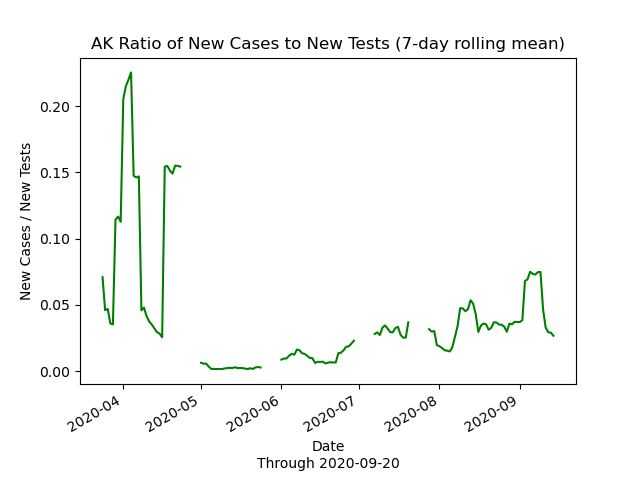 AK Ratio of New Cases to New Tests (7-day rolling mean)
New Cases / New Tests
0.20
0.15
0.10
0.05
0.00
2020-04
2020-05
2020-06
2020-07
2020-08
2020-09
Date
Through 2020-09-20